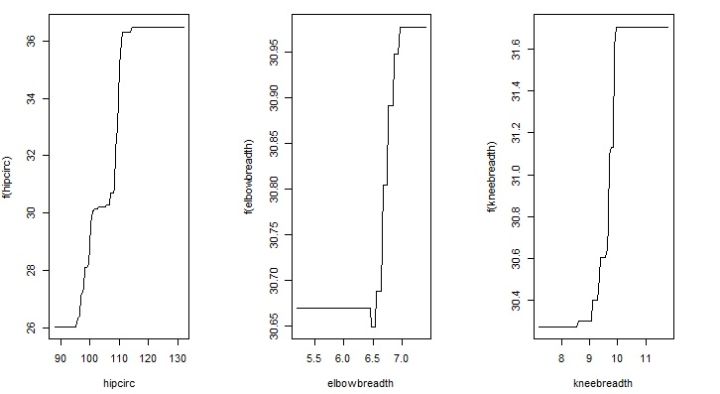 f(hipcirc)
36
34
32
30
28
26
90 100 110 120 130
hipcirc
f(elbowbreadth)
30.95
30.90
30.85
30.80
30.75
30.70
30.65
5.5 6.0 6.5 7.0
elbowbreadth
f(kneebreadth)
31.6
31.4
31.2
31.0
30.8
30.6
30.4
8 9 10 11
kneebreadth